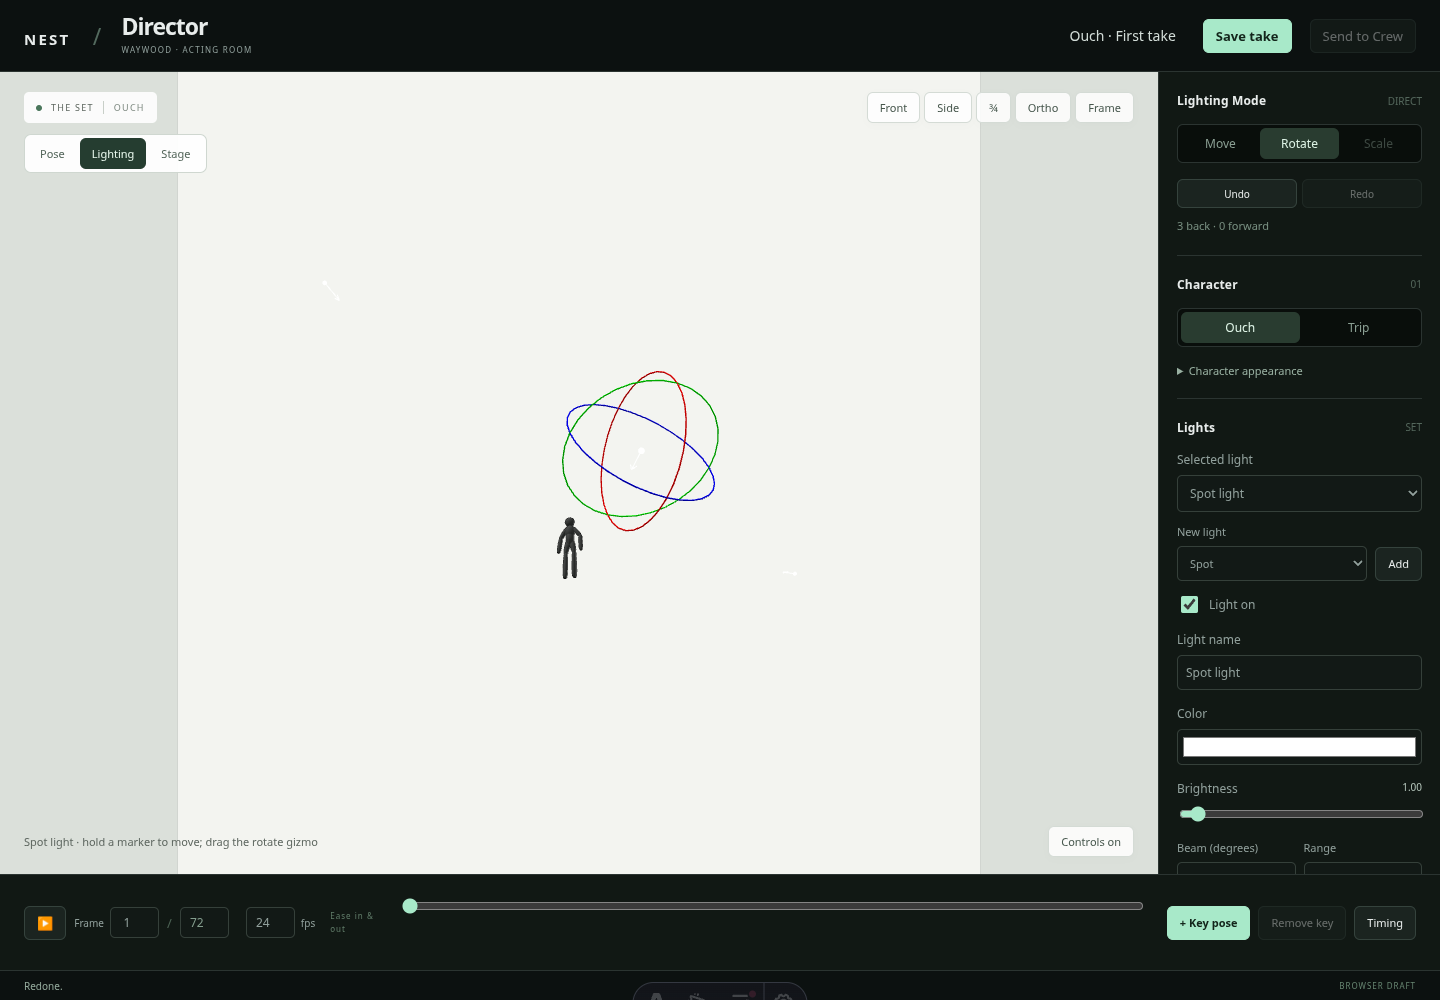 NEST / Director
WAYWOOD · ACTING ROOM
Ouch · First take
Save take
Send to Crew
THE SET | OUCH
Front
Side
¾
Ortho
Frame
Pose
Lighting
Stage
Spot light · hold a marker to move; drag the rotate gizmo
Controls on
Lighting Mode
DIRECT
Move
Rotate
Scale
Undo
Redo
3 back · 0 forward
Character
01
Ouch
Trip
Character appearance
Lights
SET
Selected light
Spot light
New light
Spot
Add
Light on
Light name
Spot light
Color
Brightness
1.00
Beam (degrees)
Range
Frame
1
/
72
24
fps
Ease in &
out
+ Key pose
Remove key
Timing
Redone.
BROWSER DRAFT